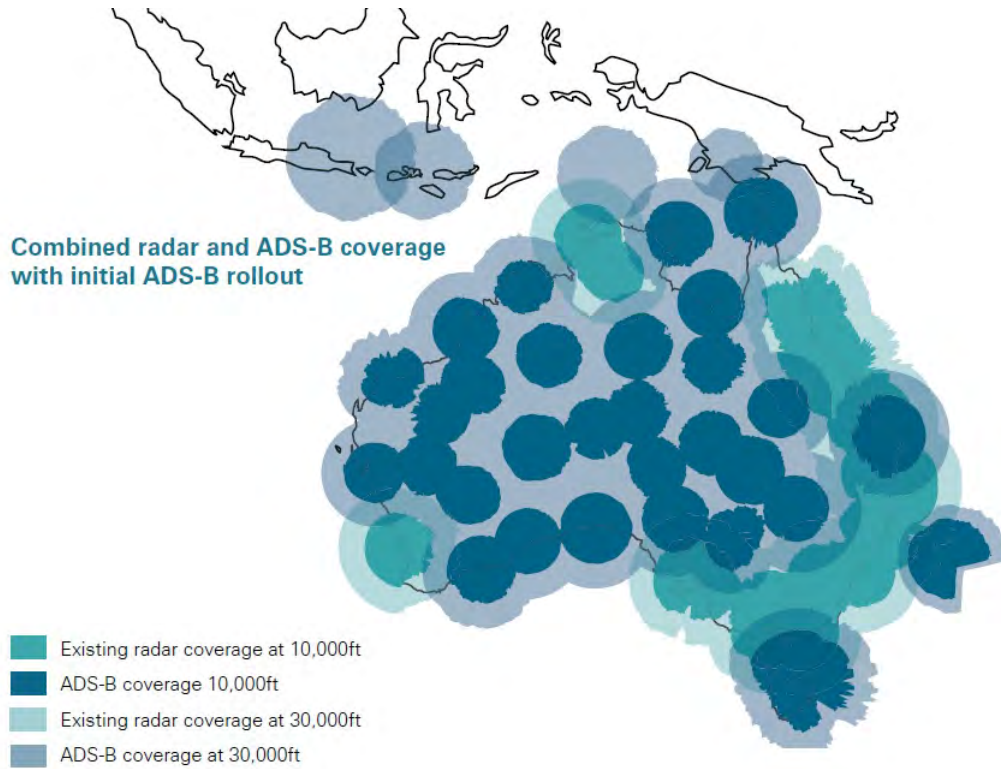 Combined radar and ADS-B coverage
with initial ADS-B rollout
Existing radar coverage at 10,000ft
ADS-B coverage 10,000ft
Existing radar coverage at 30,000ft
ADS-B coverage at 30,000ft